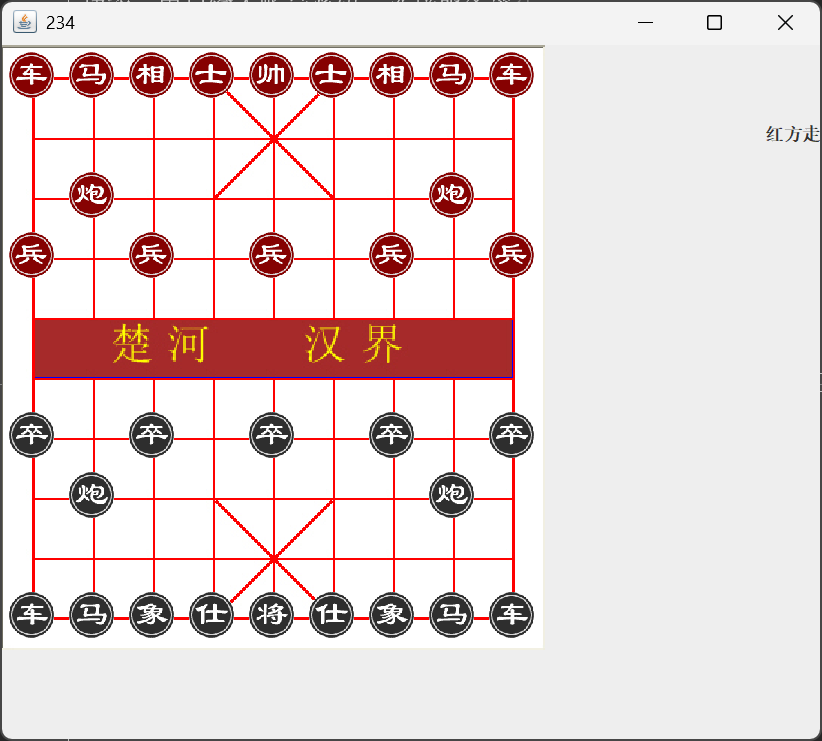 234
车 马 相 士 帅 士 相 马 车
红方走
炮 炮
兵 兵 兵 兵 兵
楚 河 汉 界
卒 卒 卒 卒 卒
炮 炮
车 马 象 仕 将 仕 象 马 车